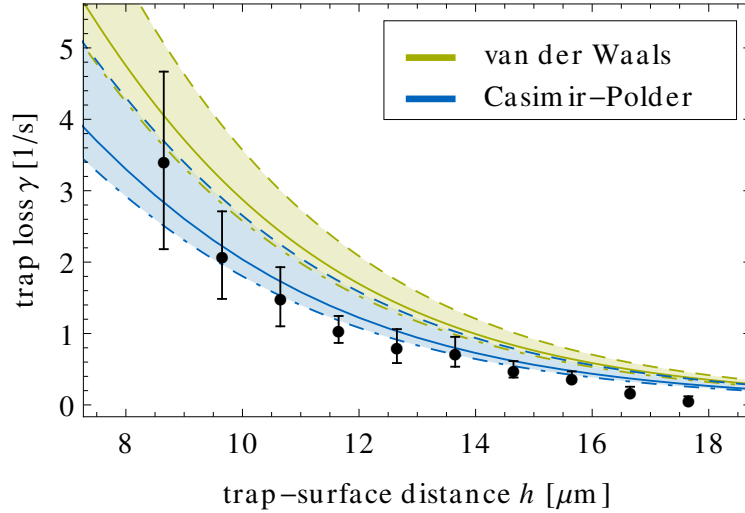 van der Waals
Casimir–Polder
trap loss γ [1/s]
5
4
3
2
1
0
8 10 12 14 16 18
trap–surface distance h [μm]